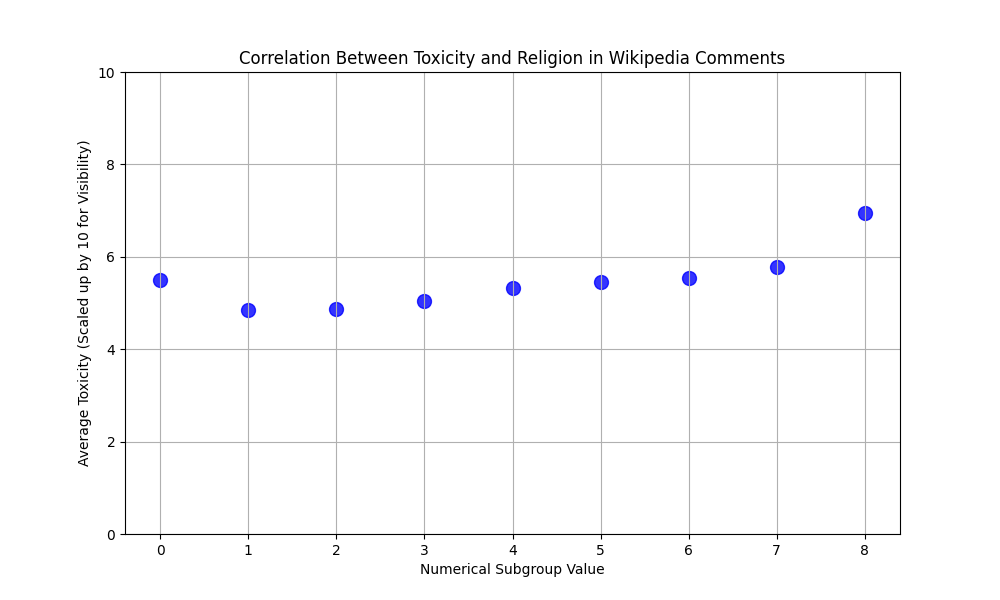 Correlation Between Toxicity and Religion in Wikipedia Comments
Average Toxicity (Scaled up by 10 for Visibility)
10
8
6
4
2
0
0 1 2 3 4 5 6 7 8
Numerical Subgroup Value